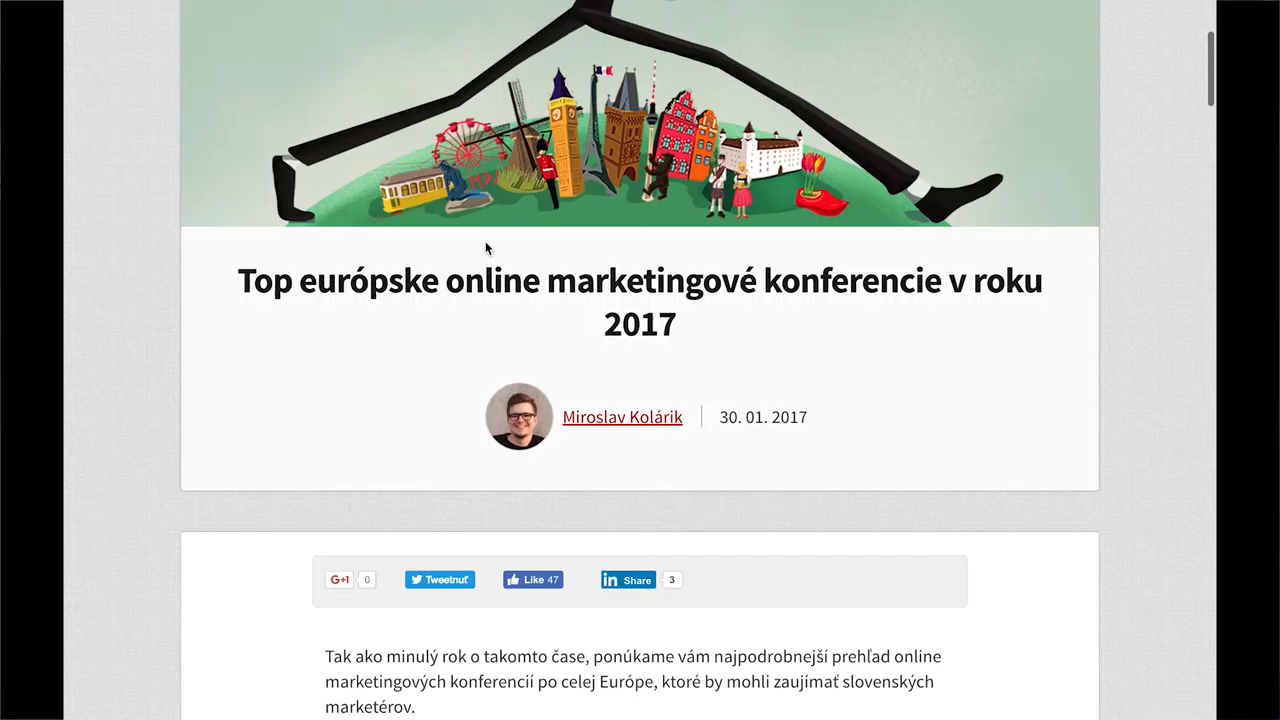 Top európske online marketingové konferencie v roku
2017
Miroslav Kolárik
30. 01. 2017
G+1 0 Tweetnuť Like 47 in Share 3
Tak ako minulý rok o takomto čase, ponúkame vám najpodrobnejší prehľad online
marketingových konferencií po celej Európe, ktoré by mohli zaujímať slovenských
marketérov.